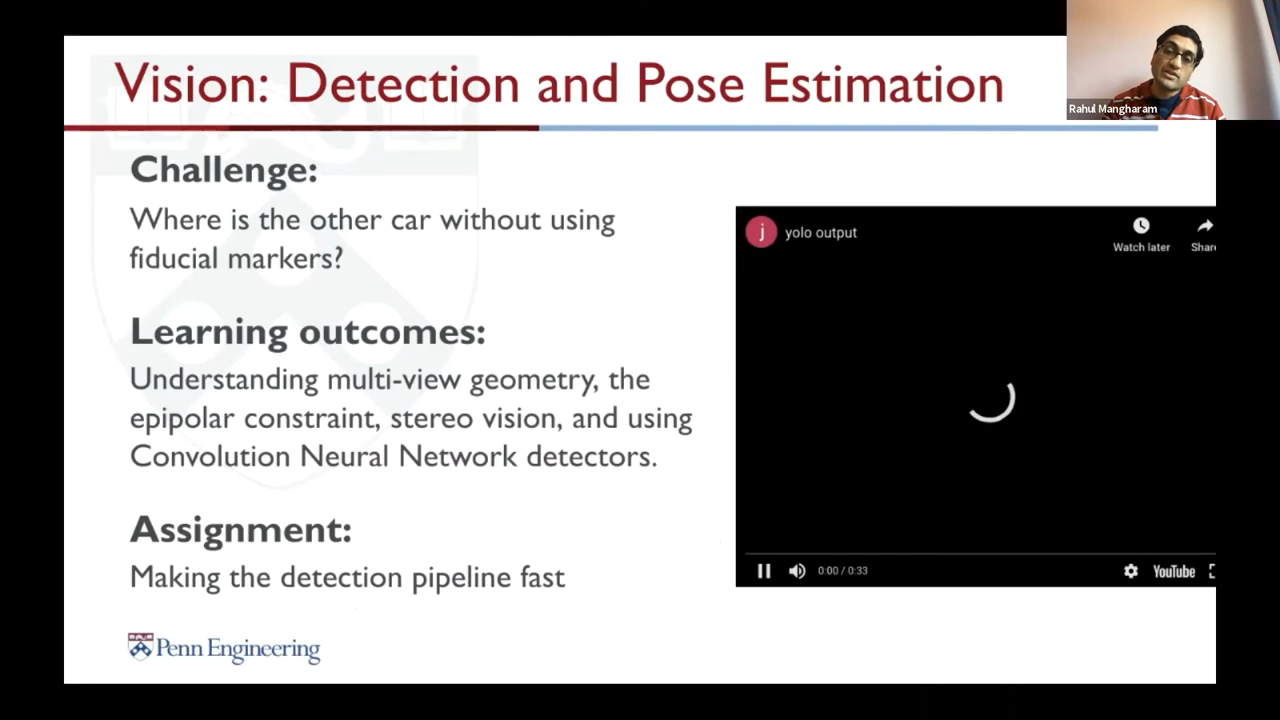 Vision: Detection and Pose Estimation
Rahul Mangharam
Challenge:
Where is the other car without using
fiducial markers?
Learning outcomes:
Understanding multi-view geometry, the
epipolar constraint, stereo vision, and using
Convolution Neural Network detectors.
Assignment:
Making the detection pipeline fast
j
yolo output
Watch later
Share
0:00 / 0:33
YouTube
Penn Engineering